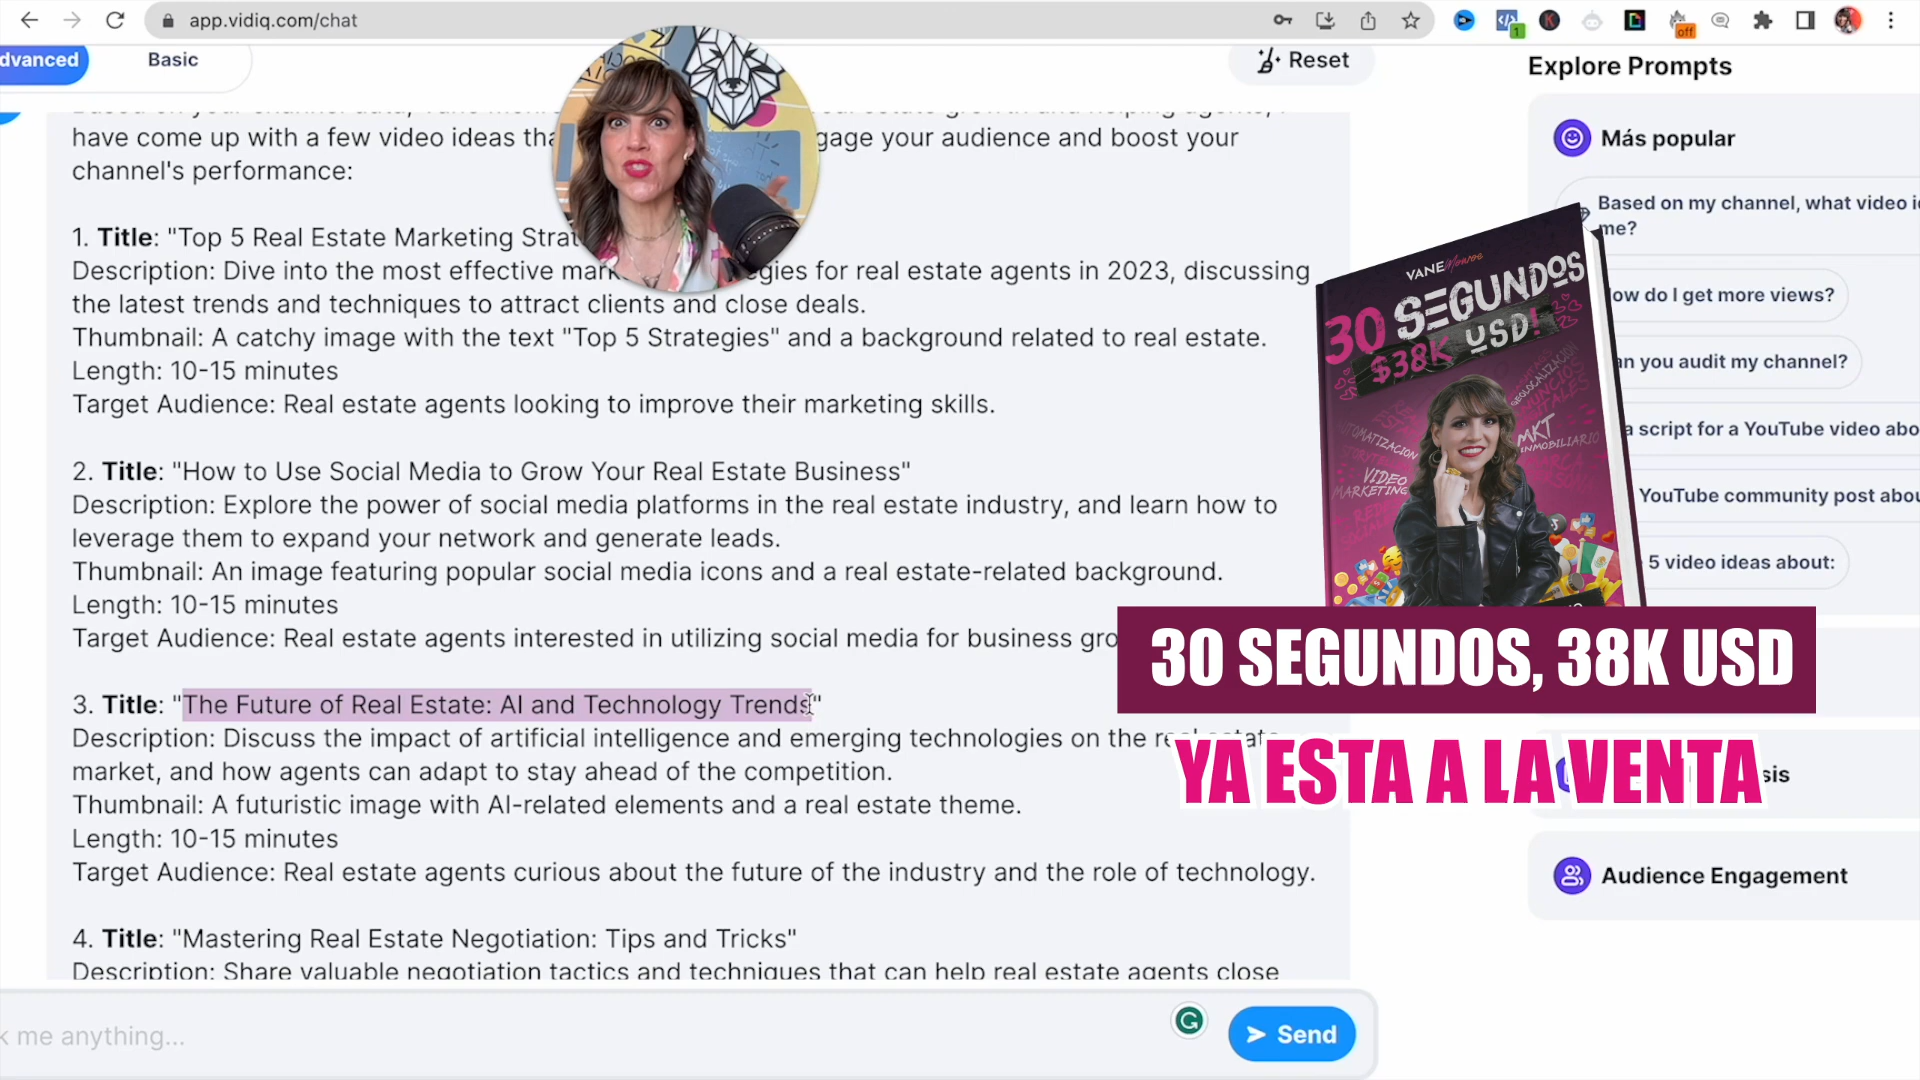 app.vidiq.com/chat
1
off
dvanced
Basic
Reset
Explore Prompts
have come up with a few video ideas tha
gage your audience and boost your
channel's performance:
1. Title: "Top 5 Real Estate Marketing Strat
Description: Dive into the most effective mark
egies for real estate agents in 2023, discussing
the latest trends and techniques to attract clients and close deals.
Thumbnail: A catchy image with the text "Top 5 Strategies" and a background related to real estate.
Length: 10-15 minutes
Target Audience: Real estate agents looking to improve their marketing skills.
2. Title: "How to Use Social Media to Grow Your Real Estate Business"
Description: Explore the power of social media platforms in the real estate industry, and learn how to
leverage them to expand your network and generate leads.
Thumbnail: An image featuring popular social media icons and a real estate-related background.
Length: 10-15 minutes
Target Audience: Real estate agents interested in utilizing social media for business gro
3. Title: "The Future of Real Estate: AI and Technology Trends"
Description: Discuss the impact of artificial intelligence and emerging technologies on the real estate
market, and how agents can adapt to stay ahead of the competition.
Thumbnail: A futuristic image with AI-related elements and a real estate theme.
Length: 10-15 minutes
Target Audience: Real estate agents curious about the future of the industry and the role of technology.
4. Title: "Mastering Real Estate Negotiation: Tips and Tricks"
Description: Share valuable negotiation tactics and techniques that can help real estate agents close
k me anything...
Send
Más popular
Based on my channel, what video i
me?
ow do I get more views?
an you audit my channel?
a script for a YouTube video abo
YouTube community post abou
5 video ideas about:
sis
Audience Engagement
VANE Monros
30 SEGUNDOS
$38K USD!
GEOLOCALIZACIÓN
AUTOMATIZACION
MKT
INMOBILIARIO
VIDEO
MARKETING
30 SEGUNDOS, 38K USD
YA ESTA A LA VENTA